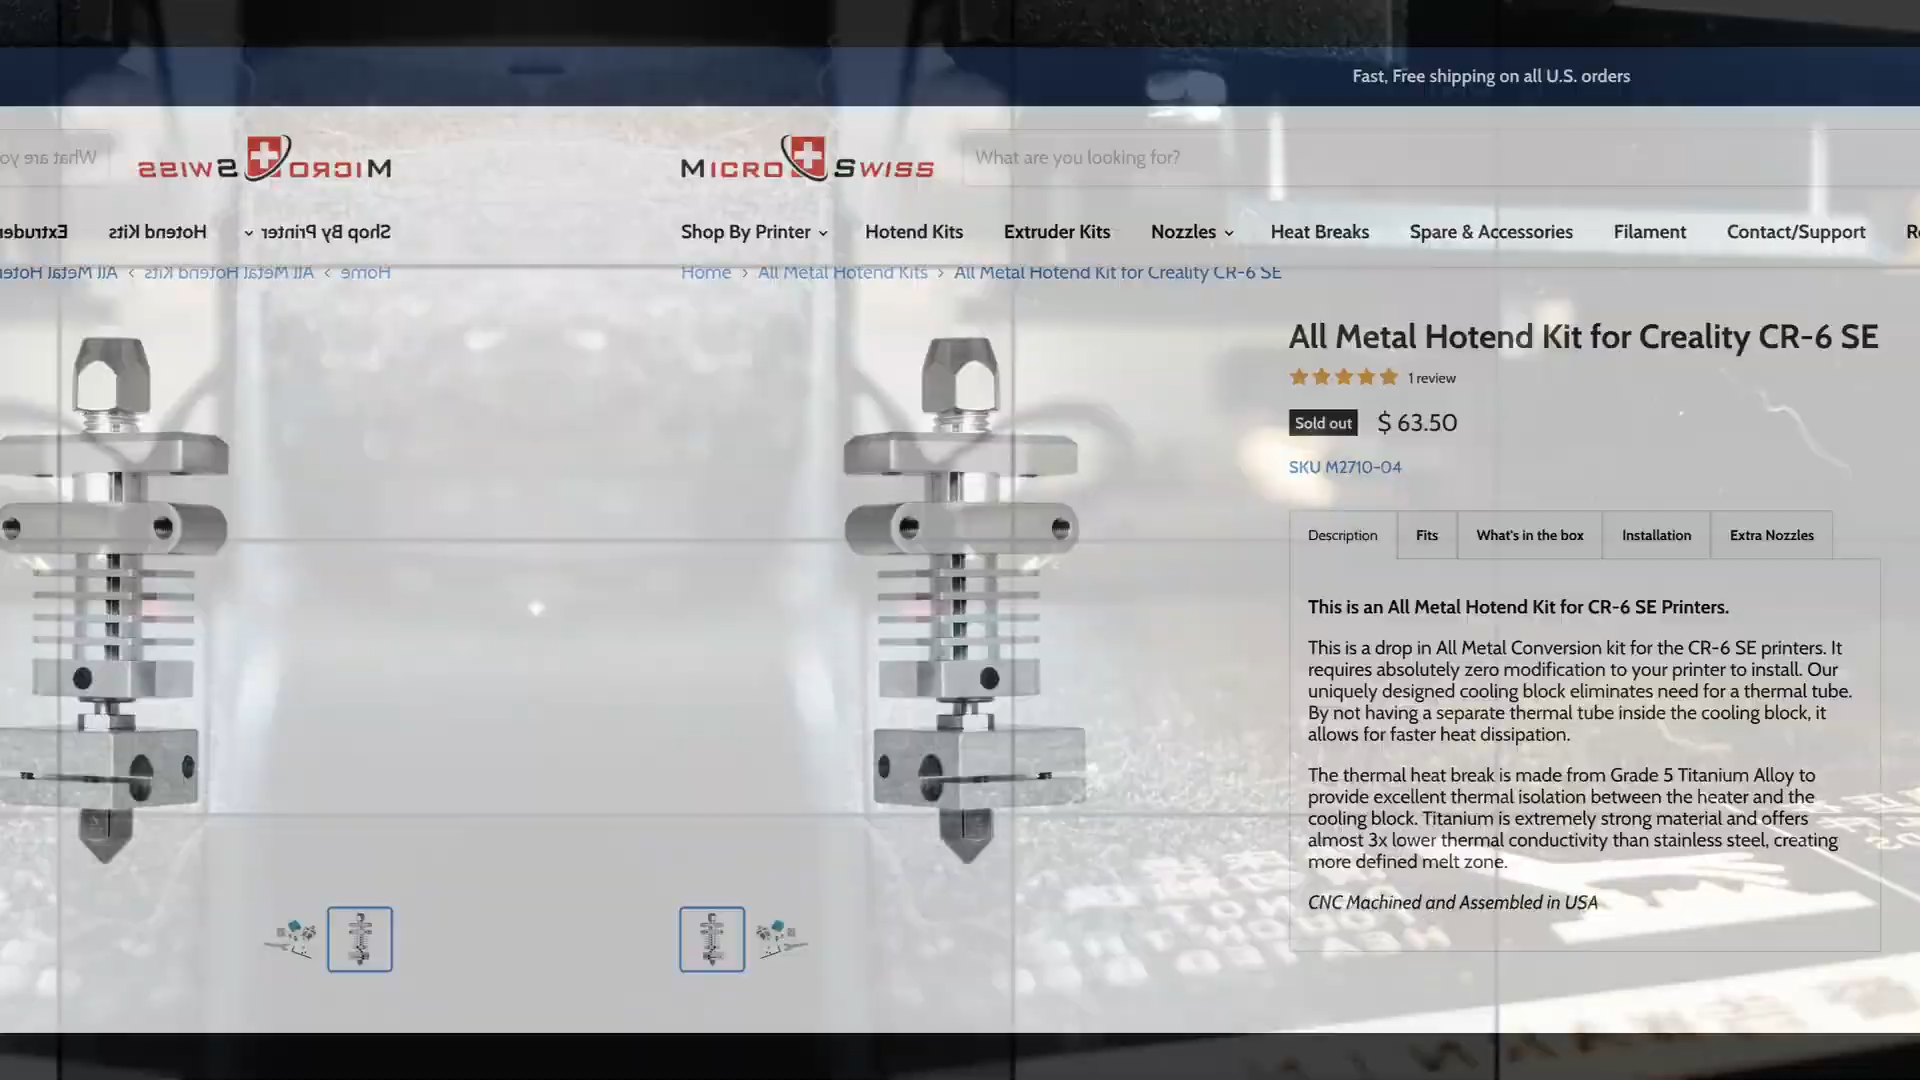 Fast, Free shipping on all U.S. orders
MICRO SWISS
What are you looking for?
Shop By Printer Hotend Kits Extruder Kits Nozzles Heat Breaks Spare & Accessories Filament Contact/Support
Home > All Metal Hotend Kits > All Metal Hotend Kit for Creality CR-6 SE
All Metal Hotend Kit for Creality CR-6 SE
1 review
Sold out $ 63.50
SKU M2710-04
Description Fits What's in the box Installation Extra Nozzles
This is an All Metal Hotend Kit for CR-6 SE Printers.
This is a drop in All Metal Conversion kit for the CR-6 SE printers. It
requires absolutely zero modification to your printer to install. Our
uniquely designed cooling block eliminates need for a thermal tube.
By not having a separate thermal tube inside the cooling block, it
allows for faster heat dissipation.
The thermal heat break is made from Grade 5 Titanium Alloy to
provide excellent thermal isolation between the heater and the
cooling block. Titanium is extremely strong material and offers
almost 3x lower thermal conductivity than stainless steel, creating
more defined melt zone.
CNC Machined and Assembled in USA